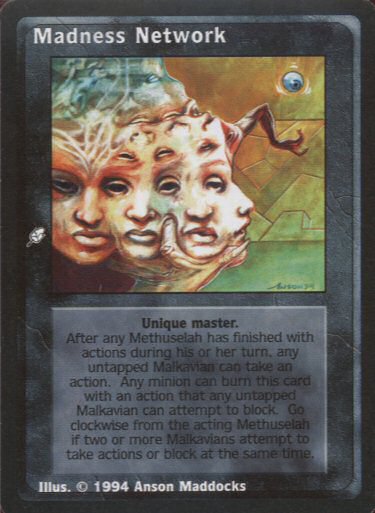 Madness Network
ANSON 94
Unique master.
After any Methuselah has finished with
actions during his or her turn, any
untapped Malkavian can take an
action. Any minion can burn this card
with an action that any untapped
Malkavian can attempt to block. Go
clockwise from the acting Methuselah
if two or more Malkavians attempt to
take actions or block at the same time.
Illus. © 1994 Anson Maddocks